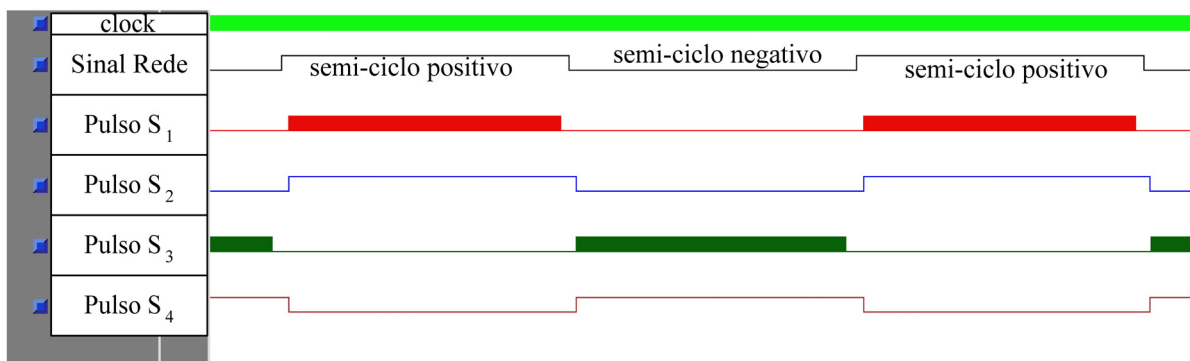 clock
Sinal Rede
semi-ciclo positivo
semi-ciclo negativo
semi-ciclo positivo
Pulso S1
Pulso S2
Pulso S3
Pulso S4